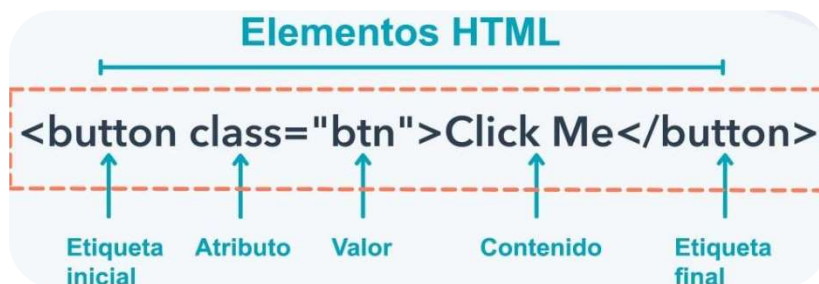 Elementos HTML
<button class="btn">Click Me</button>
Etiqueta inicial
Atributo
Valor
Contenido
Etiqueta final